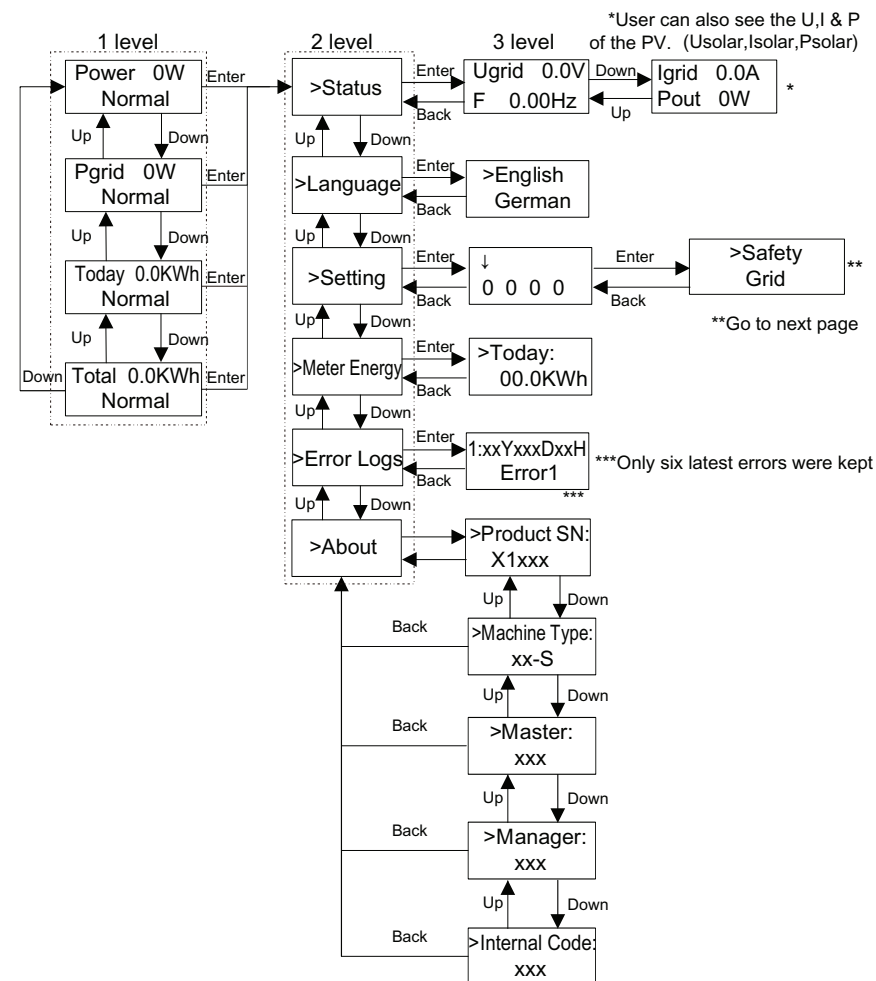 *User can also see the U,I & P
of the PV. (Usolar,Isolar,Psolar)
1 level
2 level
3 level
Power 0W
Normal
Enter
>Status
Enter
Back
Ugrid 0.0V
F 0.00Hz
Down
Up
Igrid 0.0A
Pout 0W
*
Up
Down
Up
Down
Pgrid 0W
Normal
Enter
>Language
Enter
Back
>English
German
Up
Down
Up
Down
Today 0.0KWh
Normal
Enter
>Setting
Enter
Back
↓
0 0 0 0
Enter
Back
>Safety
Grid
**
**Go to next page
Up
Down
Up
Down
Down
Total 0.0KWh
Normal
Enter
>Meter Energy
Enter
Back
>Today:
00.0KWh
Up
Down
>Error Logs
Enter
Back
1:xxYxxxDxxH
Error1
***Only six latest errors were kept
***
Up
Down
>About
>Product SN:
X1xxx
Up
Down
Back
>Machine Type:
xx-S
Up
Down
Back
>Master:
xxx
Up
Down
Back
>Manager:
xxx
Up
Down
Back
>Internal Code:
xxx